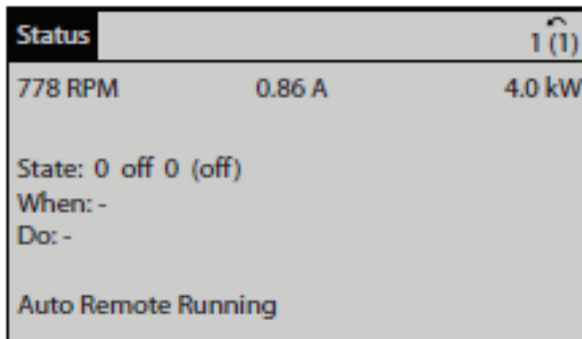 Status 1 (1)
778 RPM 0.86 A 4.0 kW
State: 0 off 0 (off)
When: -
Do: -
Auto Remote Running